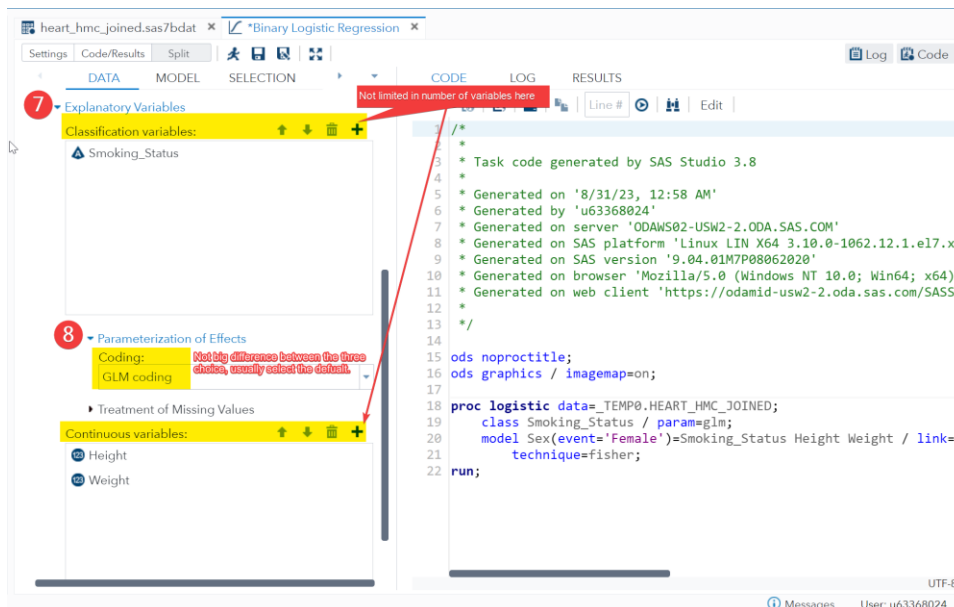 heart_hmc_joined.sas7bdat × *Binary Logistic Regression ×
Settings Code/Results Split Log Code
DATA MODEL SELECTION CODE LOG RESULTS
Not limited in number of variables here
7 Explanatory Variables
Line # Edit
Classification variables:
Smoking_Status
8 Parameterization of Effects
Coding:
GLM coding
Not big difference between the three
choice, usually select the defualt.
Treatment of Missing Values
Continuous variables:
Height
Weight
1 /*
2 *
3 * Task code generated by SAS Studio 3.8
4 *
5 * Generated on '8/31/23, 12:58 AM'
6 * Generated by 'u63368024'
7 * Generated on server 'ODAWS02-USW2-2.ODA.SAS.COM'
8 * Generated on SAS platform 'Linux LIN X64 3.10.0-1062.12.1.el7.x
9 * Generated on SAS version '9.04.01M7P08062020'
10 * Generated on browser 'Mozilla/5.0 (Windows NT 10.0; Win64; x64)
11 * Generated on web client 'https://odamid-usw2-2.oda.sas.com/SASS
12 *
13 */
14
15 ods noproctitle;
16 ods graphics / imagemap=on;
17
18 proc logistic data=_TEMP0.HEART_HMC_JOINED;
19 class Smoking_Status / param=glm;
20 model Sex(event='Female')=Smoking_Status Height Weight / link=
21 technique=fisher;
22 run;
UTF-8
Messages User: u63368024